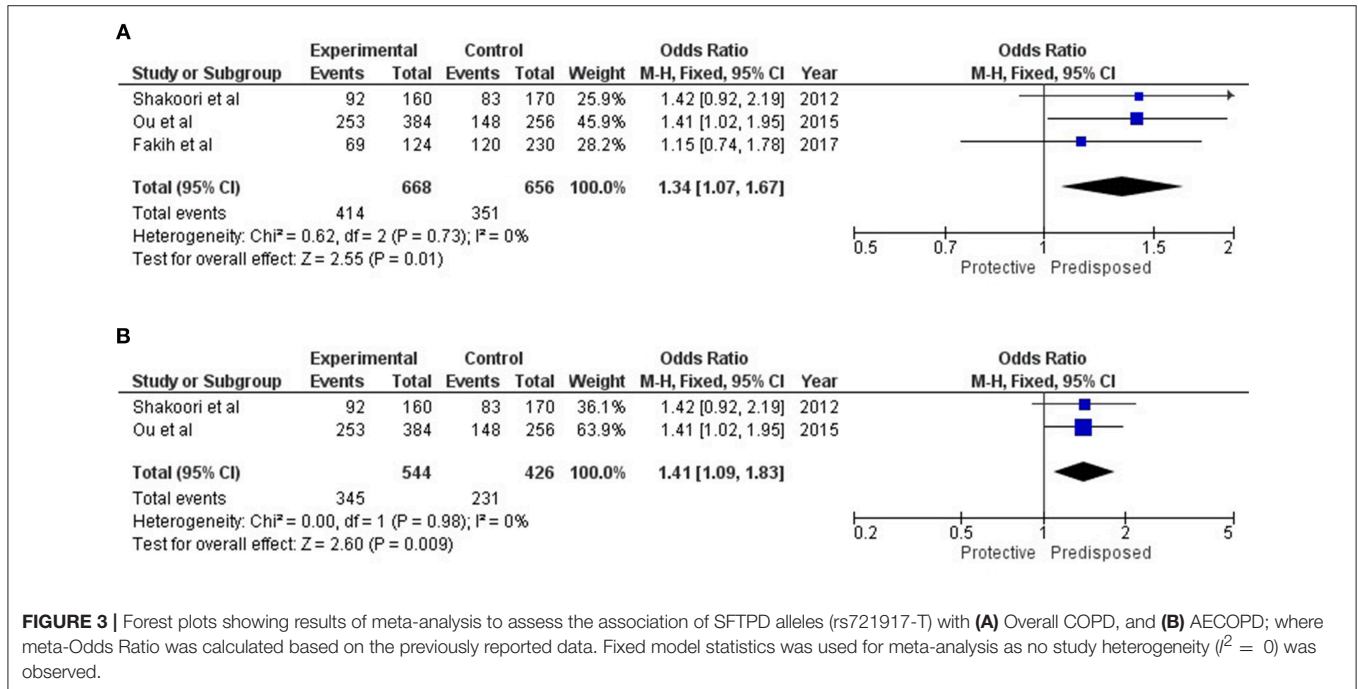 A
Experimental Control Odds Ratio Odds Ratio
Study or Subgroup Events Total Events Total Weight M-H, Fixed, 95% CI Year M-H, Fixed, 95% CI
Shakoori et al 92 160 83 170 25.9% 1.42 [0.92, 2.19] 2012
Ou et al 253 384 148 256 45.9% 1.41 [1.02, 1.95] 2015
Fakih et al 69 124 120 230 28.2% 1.15 [0.74, 1.78] 2017
Total (95% CI) 668 656 100.0% 1.34 [1.07, 1.67]
Total events 414 351
Heterogeneity: Chi² = 0.62, df = 2 (P = 0.73); I² = 0%
Test for overall effect: Z = 2.55 (P = 0.01)
0.5 0.7 1 1.5 2
Protective Predisposed
B
Experimental Control Odds Ratio Odds Ratio
Study or Subgroup Events Total Events Total Weight M-H, Fixed, 95% CI Year M-H, Fixed, 95% CI
Shakoori et al 92 160 83 170 36.1% 1.42 [0.92, 2.19] 2012
Ou et al 253 384 148 256 63.9% 1.41 [1.02, 1.95] 2015
Total (95% CI) 544 426 100.0% 1.41 [1.09, 1.83]
Total events 345 231
Heterogeneity: Chi² = 0.00, df = 1 (P = 0.98); I² = 0%
Test for overall effect: Z = 2.60 (P = 0.009)
0.2 0.5 1 2 5
Protective Predisposed
FIGURE 3 | Forest plots showing results of meta-analysis to assess the association of SFTPD alleles (rs721917-T) with (A) Overall COPD, and (B) AECOPD; where
meta-Odds Ratio was calculated based on the previously reported data. Fixed model statistics was used for meta-analysis as no study heterogeneity (I² = 0) was
observed.